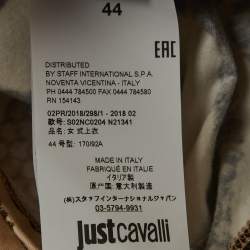 44
EAC
DISTRIBUTED
BY STAFF INTERNATIONAL S.P.A.
NOVENTA VICENTINA - ITALY
PH 0444 784500 FAX 0444 784580
RN 154143
02PR/2018/298/1 - 2018 02
款号: S02NC0204 N21341
品名: 女 式上衣
44 号型: 170/92A
MADE IN ITALY
FABRIQUÉ EN ITALIE
イタリア製
原产国: 意大利製造
(株)スタッフインターナショナルジャパン
03-5794-9931
justcavalli